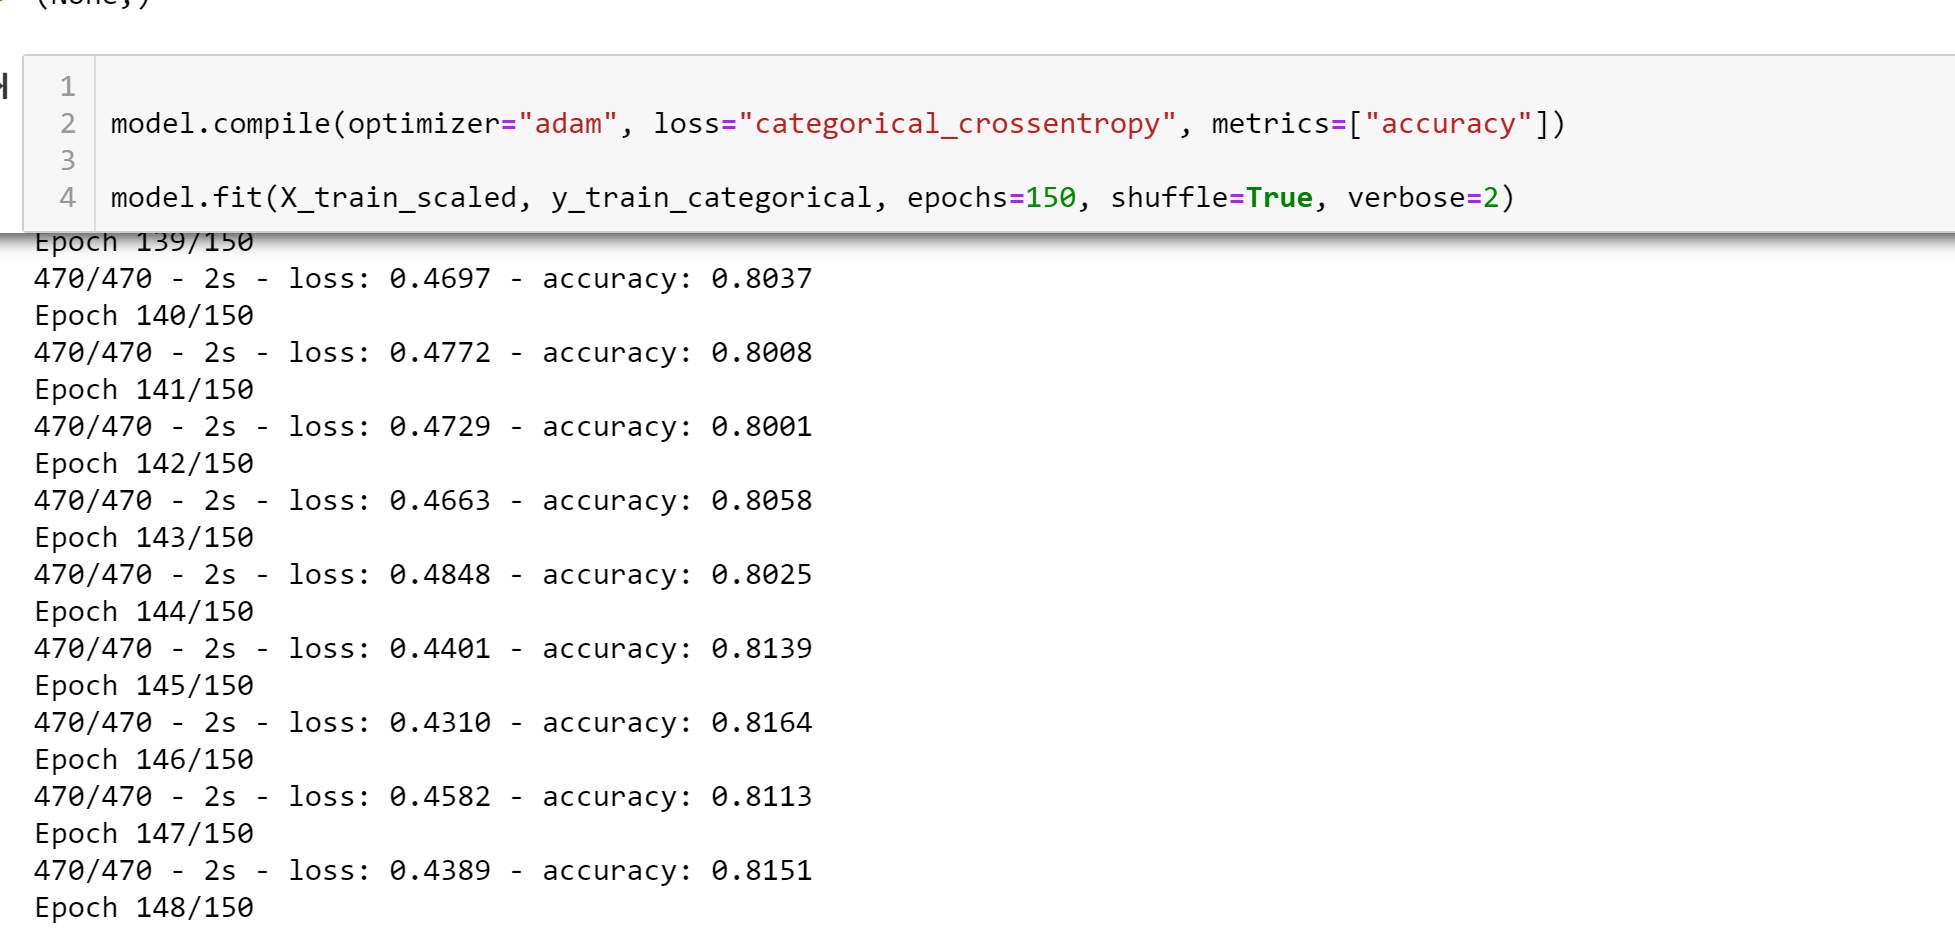 (None,)
1
2 model.compile(optimizer="adam", loss="categorical_crossentropy", metrics=["accuracy"])
3
4 model.fit(X_train_scaled, y_train_categorical, epochs=150, shuffle=True, verbose=2)
Epoch 139/150
470/470 - 2s - loss: 0.4697 - accuracy: 0.8037
Epoch 140/150
470/470 - 2s - loss: 0.4772 - accuracy: 0.8008
Epoch 141/150
470/470 - 2s - loss: 0.4729 - accuracy: 0.8001
Epoch 142/150
470/470 - 2s - loss: 0.4663 - accuracy: 0.8058
Epoch 143/150
470/470 - 2s - loss: 0.4848 - accuracy: 0.8025
Epoch 144/150
470/470 - 2s - loss: 0.4401 - accuracy: 0.8139
Epoch 145/150
470/470 - 2s - loss: 0.4310 - accuracy: 0.8164
Epoch 146/150
470/470 - 2s - loss: 0.4582 - accuracy: 0.8113
Epoch 147/150
470/470 - 2s - loss: 0.4389 - accuracy: 0.8151
Epoch 148/150